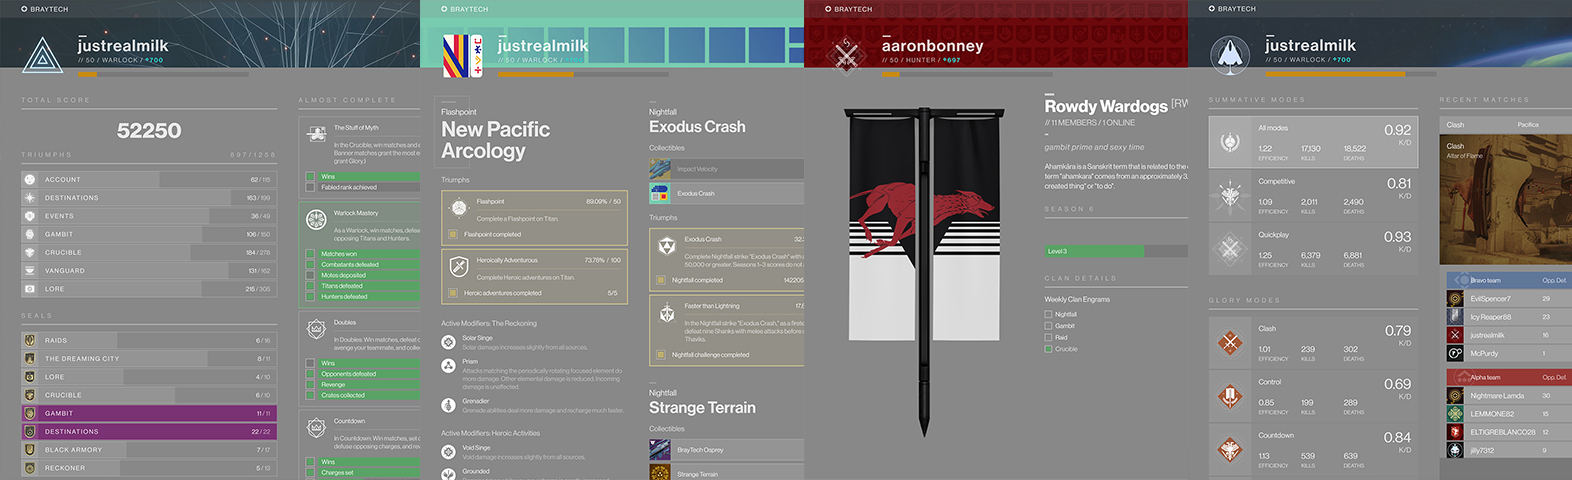 BRAYTECH
justrealmilk
// 50 / WARLOCK / 700
TOTAL SCORE
52250
TRIUMPHS 697/1258
ACCOUNT 62 / 115
DESTINATIONS 163 / 199
EVENTS 36 / 49
GAMBIT 106 / 150
CRUCIBLE 184 / 278
VANGUARD 131 / 162
LORE 215 / 305
SEALS
RAIDS 6 / 16
THE DREAMING CITY 8 / 11
LORE 4 / 10
CRUCIBLE 6 / 10
GAMBIT 11 / 11
DESTINATIONS 22 / 22
BLACK ARMORY 7 / 17
RECKONER 5 / 13
ALMOST COMPLETE
The Stuff of Myth
In the Crucible, win matches and
Banner matches grant the most e
grant Glory.)
Wins
Fabled rank achieved
Warlock Mastery
As a Warlock, win matches, defea
opposing Titans and Hunters.
Matches won
Combatants defeated
Motes deposited
Titans defeated
Hunters defeated
Doubles
In Doubles: Win matches, defeat o
avenge your teammate, and collec
Wins
Opponents defeated
Revenge
Crates collected
Countdown
In Countdown: Win matches, set c
defuse opposing charges, and rev
Wins
Charges set
BRAYTECH
justrealmilk
// 50 / WARLOCK / 700
Flashpoint
New Pacific
Arcology
Triumphs
Flashpoint 89.09% / 50
Complete a Flashpoint on Titan.
Flashpoint completed
Heroically Adventurous 73.76% / 100
Complete Heroic adventures on Titan.
Heroic adventures completed 5/5
Active Modifiers: The Reckoning
Solar Singe
Solar damage increases slightly from all sources.
Prism
Attacks matching the periodically rotating focused element do
more damage. Other elemental damage is reduced. Incoming
damage is unaffected.
Grenadier
Grenade abilities deal more damage and recharge much faster.
Active Modifiers: Heroic Activities
Void Singe
Void damage increases slightly from all sources.
Grounded
Nightfall
Exodus Crash
Collectibles
Impact Velocity
Exodus Crash
Triumphs
Exodus Crash 32.
Complete Nightfall strike "Exodus Crash" with
50,000 or greater. Seasons 1–3 scores do not
Nightfall completed 142205
Faster than Lightning 17.
In the Nightfall strike "Exodus Crash," as a firete
defeat nine Shanks with melee attacks before
Thaviks.
Nightfall challenge completed
Nightfall
Strange Terrain
Collectibles
BrayTech Osprey
Strange Terrain
BRAYTECH
aaronbonney
// 50 / HUNTER / 697
Rowdy Wardogs [RW
// 11 MEMBERS / 1 ONLINE
gambit prime and sexy time
Ahamkāra is a Sanskrit term that is related to the
term "ahamkara" comes from an approximately 3,
created thing" or "to do".
SEASON 6
Level 3
CLAN DETAILS
Weekly Clan Engrams
Nightfall
Gambit
Raid
Crucible
BRAYTECH
justrealmilk
// 50 / WARLOCK / 700
SUMMATIVE MODES
All modes 0.92
K/D
1.22 17,130 18,522
EFFICIENCY KILLS DEATHS
Competitive 0.81
K/D
1.09 2,011 2,490
EFFICIENCY KILLS DEATHS
Quickplay 0.93
K/D
1.25 6,379 6,881
EFFICIENCY KILLS DEATHS
GLORY MODES
Clash 0.79
K/D
1.01 239 302
EFFICIENCY KILLS DEATHS
Control 0.69
K/D
0.85 199 289
EFFICIENCY KILLS DEATHS
Countdown 0.84
K/D
1.13 539 639
EFFICIENCY KILLS DEATHS
RECENT MATCHES
Clash Pacifica
Clash
Altar of Flame
Bravo team Opp. Def.
EvilSpencer7 29
Icy Reaper88 23
justrealmilk 16
McPurdy 1
Alpha team Opp. Def.
Nightmare Lamda 30
LEMMONE82 15
ELTIGREBLANCO28 12
jilly7312 9